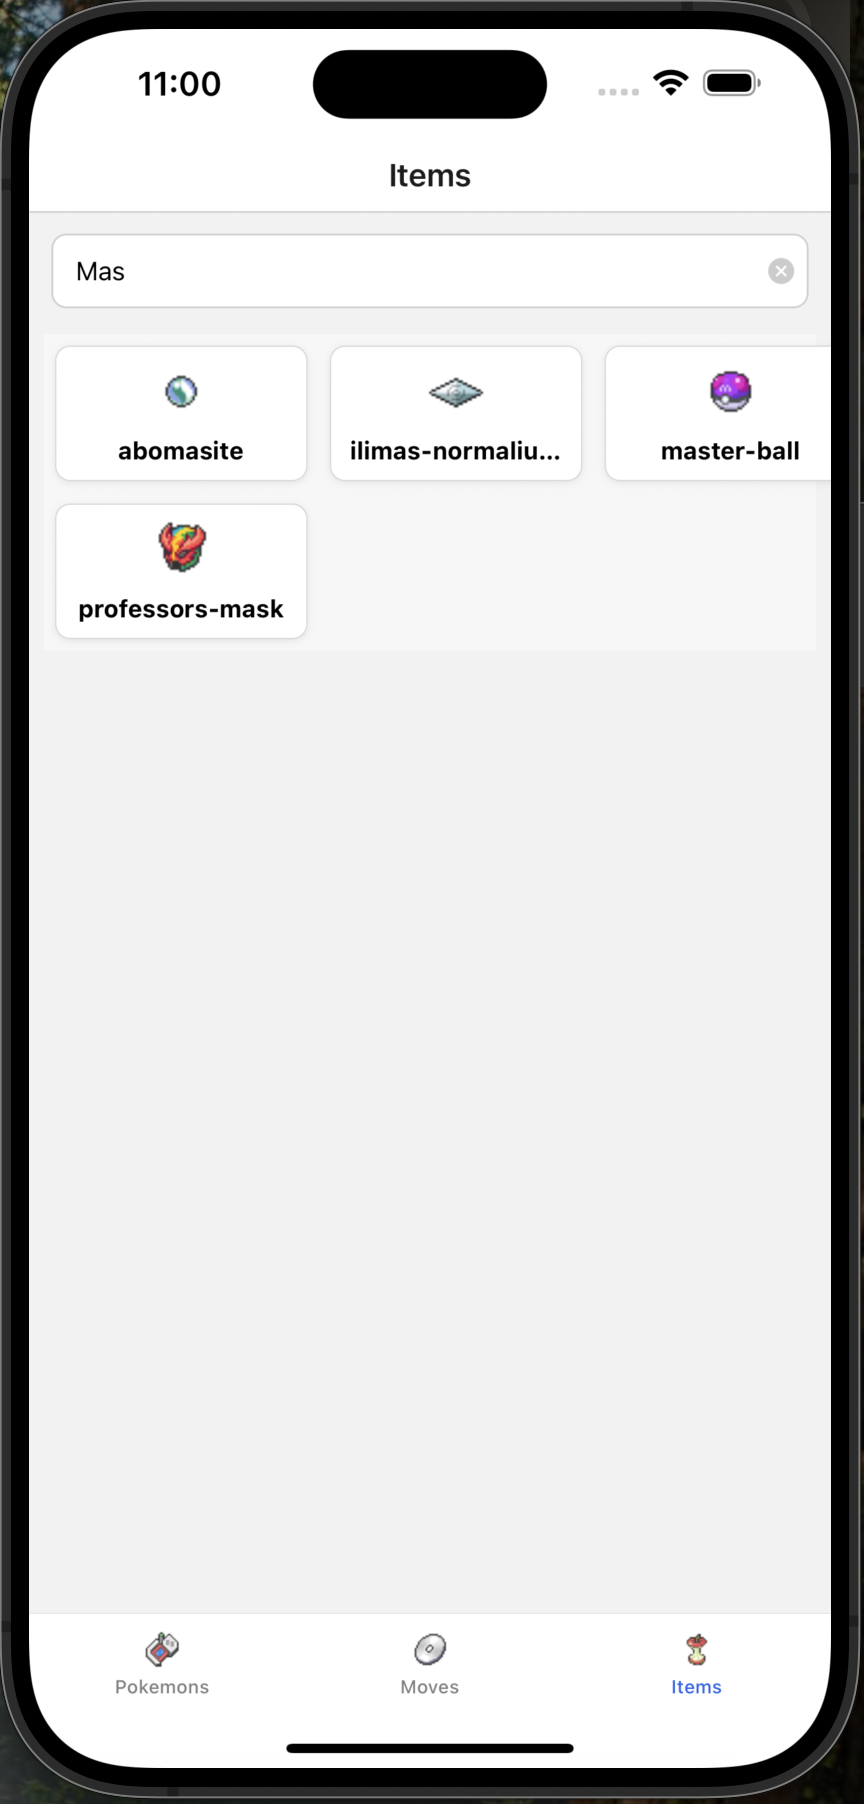 11:00
Items
Mas
abomasite
ilimas-normaliu...
master-ball
professors-mask
Pokemons
Moves
Items